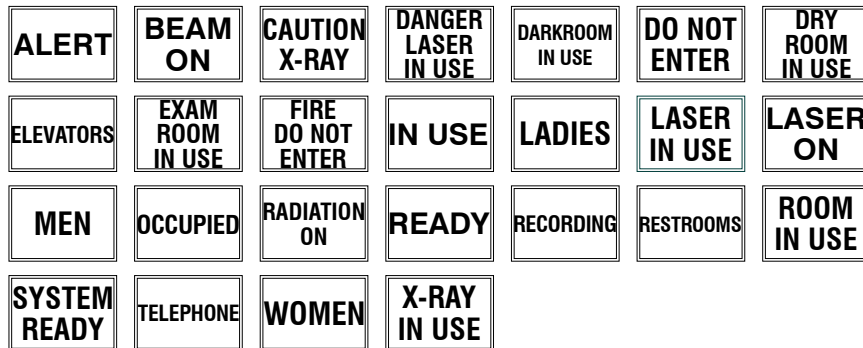 ALERT
BEAM
ON
CAUTION
X-RAY
DANGER
LASER
IN USE
DARKROOM
IN USE
DO NOT
ENTER
DRY
ROOM
IN USE
ELEVATORS
EXAM
ROOM
IN USE
FIRE
DO NOT
ENTER
IN USE
LADIES
LASER
IN USE
LASER
ON
MEN
OCCUPIED
RADIATION
ON
READY
RECORDING
RESTROOMS
ROOM
IN USE
SYSTEM
READY
TELEPHONE
WOMEN
X-RAY
IN USE